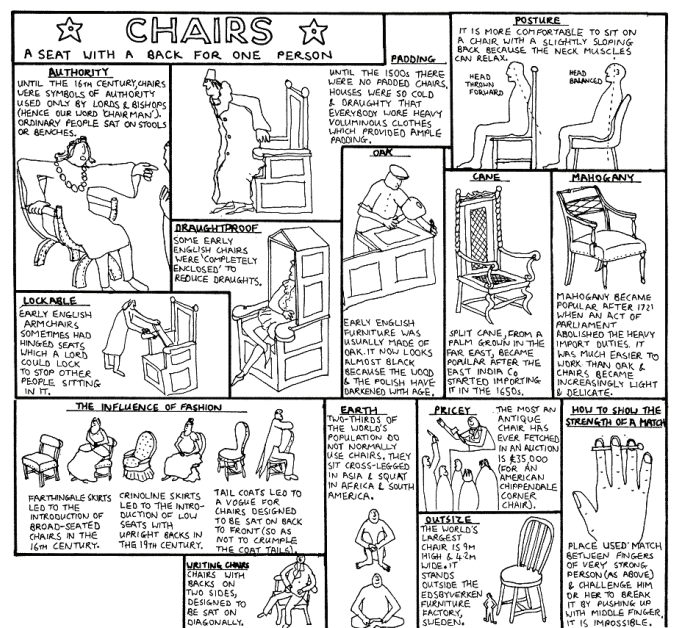 CHAIRS
A SEAT WITH A BACK FOR ONE PERSON
AUTHORITY
UNTIL THE 16TH CENTURY, CHAIRS
WERE SYMBOLS OF AUTHORITY
USED ONLY BY LORDS & BISHOPS
(HENCE OUR WORD 'CHAIRMAN').
ORDINARY PEOPLE SAT ON STOOLS
OR BENCHES.
PADDING
UNTIL THE 1500s THERE
WERE NO PADDED CHAIRS,
HOUSES WERE SO COLD
& DRAUGHTY THAT
EVERYBODY WORE HEAVY
VOLUMINOUS CLOTHES
WHICH PROVIDED AMPLE
PADDING.
POSTURE
IT IS MORE COMFORTABLE TO SIT ON
A CHAIR WITH A SLIGHTLY SLOPING
BACK BECAUSE THE NECK MUSCLES
CAN RELAX.
HEAD
THROWN
FORWARD
HEAD
BALANCED
DRAUGHTPROOF
SOME EARLY
ENGLISH CHAIRS
WERE 'COMPLETELY
ENCLOSED' TO
REDUCE DRAUGHTS.
OAK
EARLY ENGLISH
FURNITURE WAS
USUALLY MADE OF
OAK. IT NOW LOOKS
ALMOST BLACK
BECAUSE THE WOOD
& THE POLISH HAVE
DARKENED WITH AGE.
CANE
SPLIT CANE, FROM A
PALM GROWN IN THE
FAR EAST, BECAME
POPULAR AFTER THE
EAST INDIA Co
STARTED IMPORTING
IT IN THE 1650s.
MAHOGANY
MAHOGANY BECAME
POPULAR AFTER 1721
WHEN AN ACT OF
PARLIAMENT
ABOLISHED THE HEAVY
IMPORT DUTIES. IT
WAS MUCH EASIER TO
WORK THAN OAK &
CHAIRS BECAME
INCREASINGLY LIGHT
& DELICATE.
LOCKABLE
EARLY ENGLISH
ARMCHAIRS
SOMETIMES HAD
HINGED SEATS
WHICH A LORD
COULD LOCK
TO STOP OTHER
PEOPLE SITTING
IN IT.
THE INFLUENCE OF FASHION
FARTHINGALE SKIRTS
LED TO THE
INTRODUCTION OF
BROAD-SEATED
CHAIRS IN THE
16TH CENTURY.
CRINOLINE SKIRTS
LED TO THE INTRO-
DUCTION OF LOW
SEATS WITH
UPRIGHT BACKS IN
THE 19TH CENTURY.
TAIL COATS LED TO
A VOGUE FOR
CHAIRS DESIGNED
TO BE SAT ON BACK
TO FRONT (SO AS
NOT TO CRUMPLE
THE COAT TAILS).
WRITING CHAIRS
CHAIRS WITH
BACKS ON
TWO SIDES,
DESIGNED TO
BE SAT ON
DIAGONALLY.
EARTH
TWO-THIRDS OF
THE WORLD'S
POPULATION DO
NOT NORMALLY
USE CHAIRS. THEY
SIT CROSS-LEGGED
IN ASIA & SQUAT
IN AFRICA & SOUTH
AMERICA.
PRICEY
THE MOST AN
ANTIQUE
CHAIR HAS
EVER FETCHED
IN AN AUCTION
IS £35,000
(FOR AN
AMERICAN
CHIPPENDALE
CORNER
CHAIR).
OUTSIZE
THE WORLD'S
LARGEST
CHAIR IS 9M
HIGH & 4.2M
WIDE. IT
STANDS
OUTSIDE THE
EDSBYVERKEN
FURNITURE
FACTORY,
SWEDEN.
HOW TO SHOW THE
STRENGTH OF A MATCH
PLACE USED MATCH
BETWEEN FINGERS
OF VERY STRONG
PERSON (AS ABOVE)
& CHALLENGE HIM
OR HER TO BREAK
IT BY PUSHING UP
WITH MIDDLE FINGER.
IT IS IMPOSSIBLE.